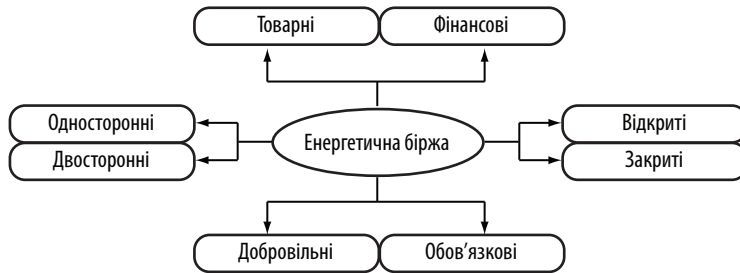 Товарні
Фінансові
Односторонні
Двосторонні
Енергетична біржа
Відкриті
Закриті
Добровільні
Обов’язкові